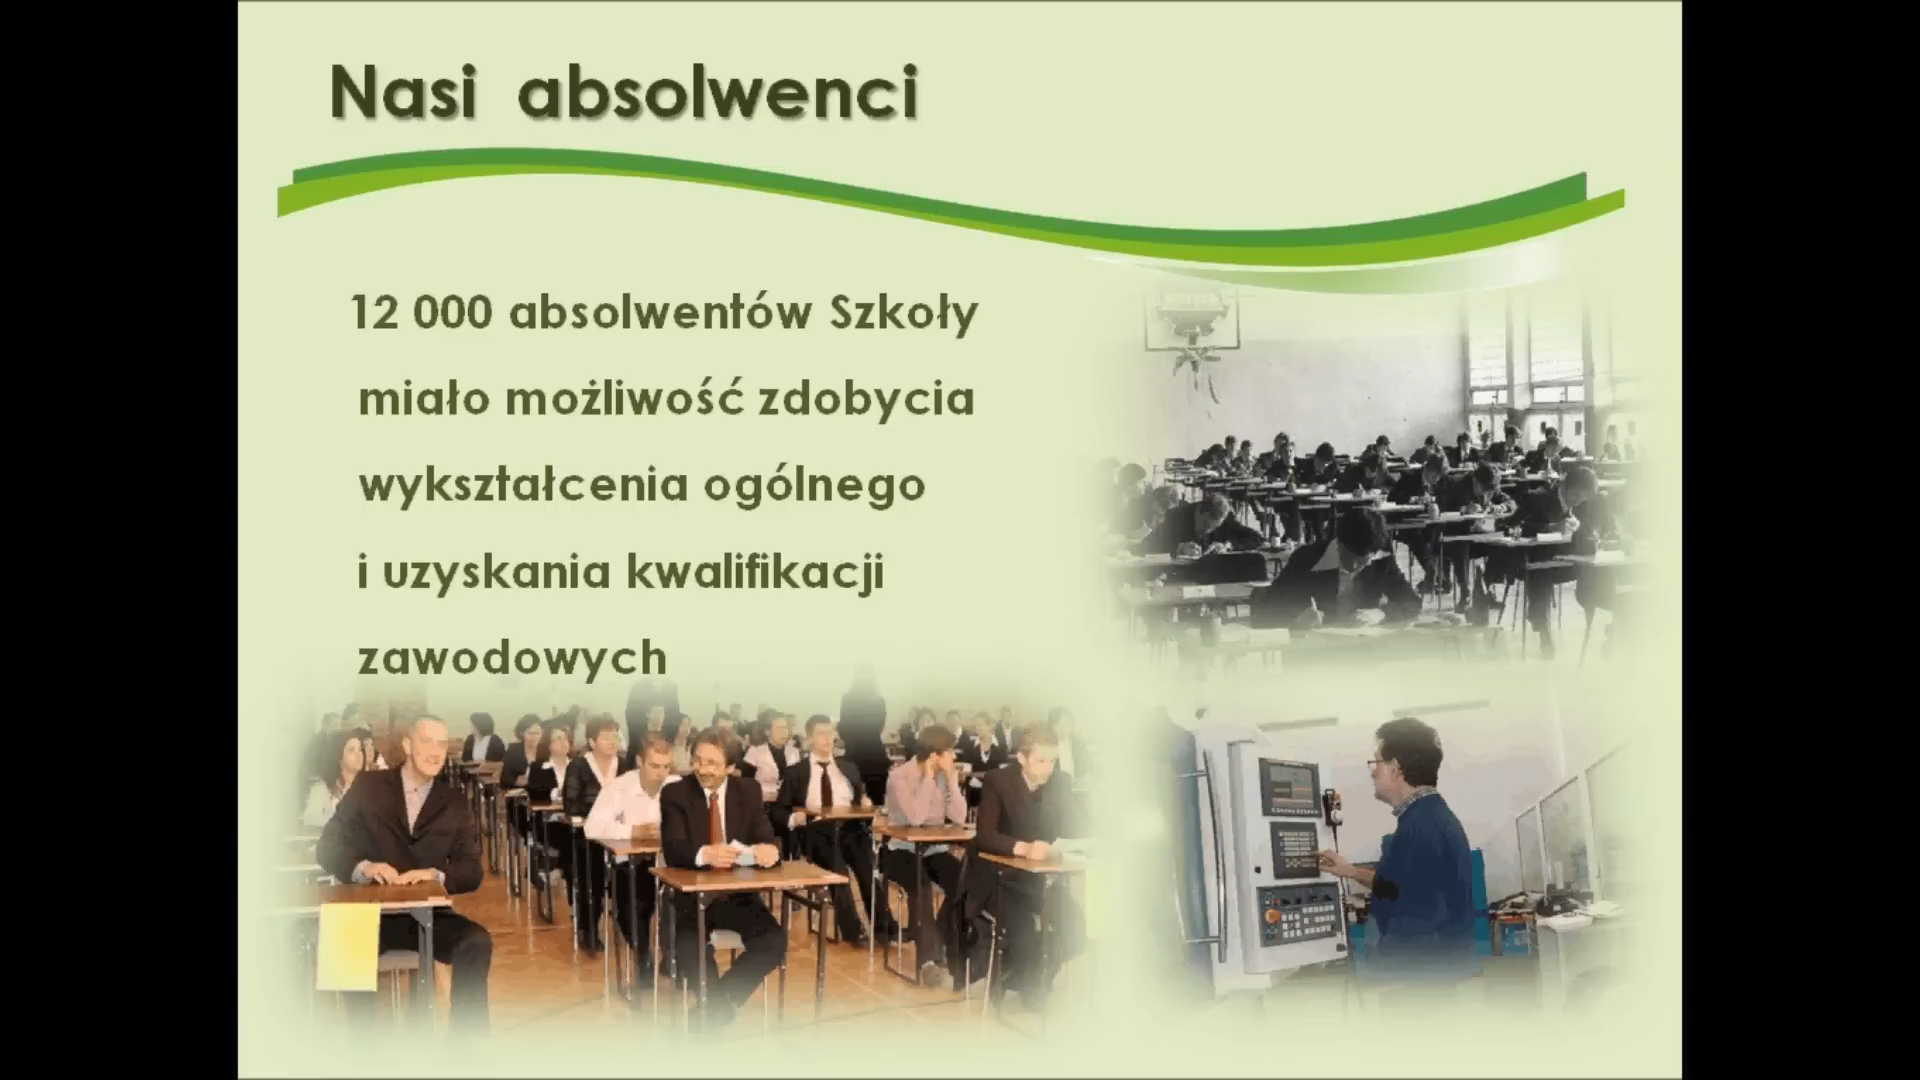 Nasi absolwenci
12 000 absolwentów Szkoły
miało możliwość zdobycia
wykształcenia ogólnego
i uzyskania kwalifikacji
zawodowych